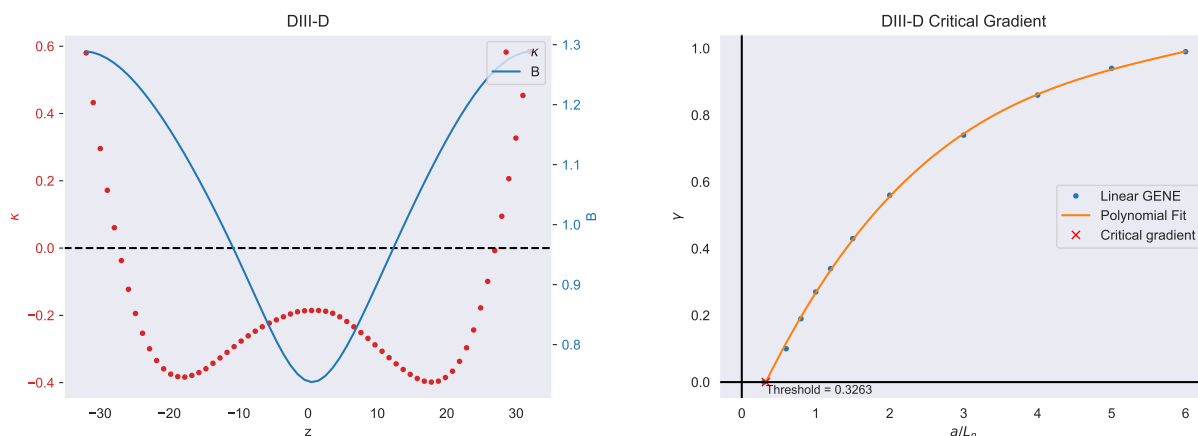 DIII-D
κ
B
0.6
0.4
0.2
0.0
−0.2
−0.4
κ
1.3
1.2
1.1
1.0
0.9
0.8
B
−30 −20 −10 0 10 20 30
z
DIII-D Critical Gradient
1.0
0.8
0.6
0.4
0.2
0.0
γ
Linear GENE
Polynomial Fit
Critical gradient
Threshold = 0.3263
0 1 2 3 4 5 6
a/Lₙ